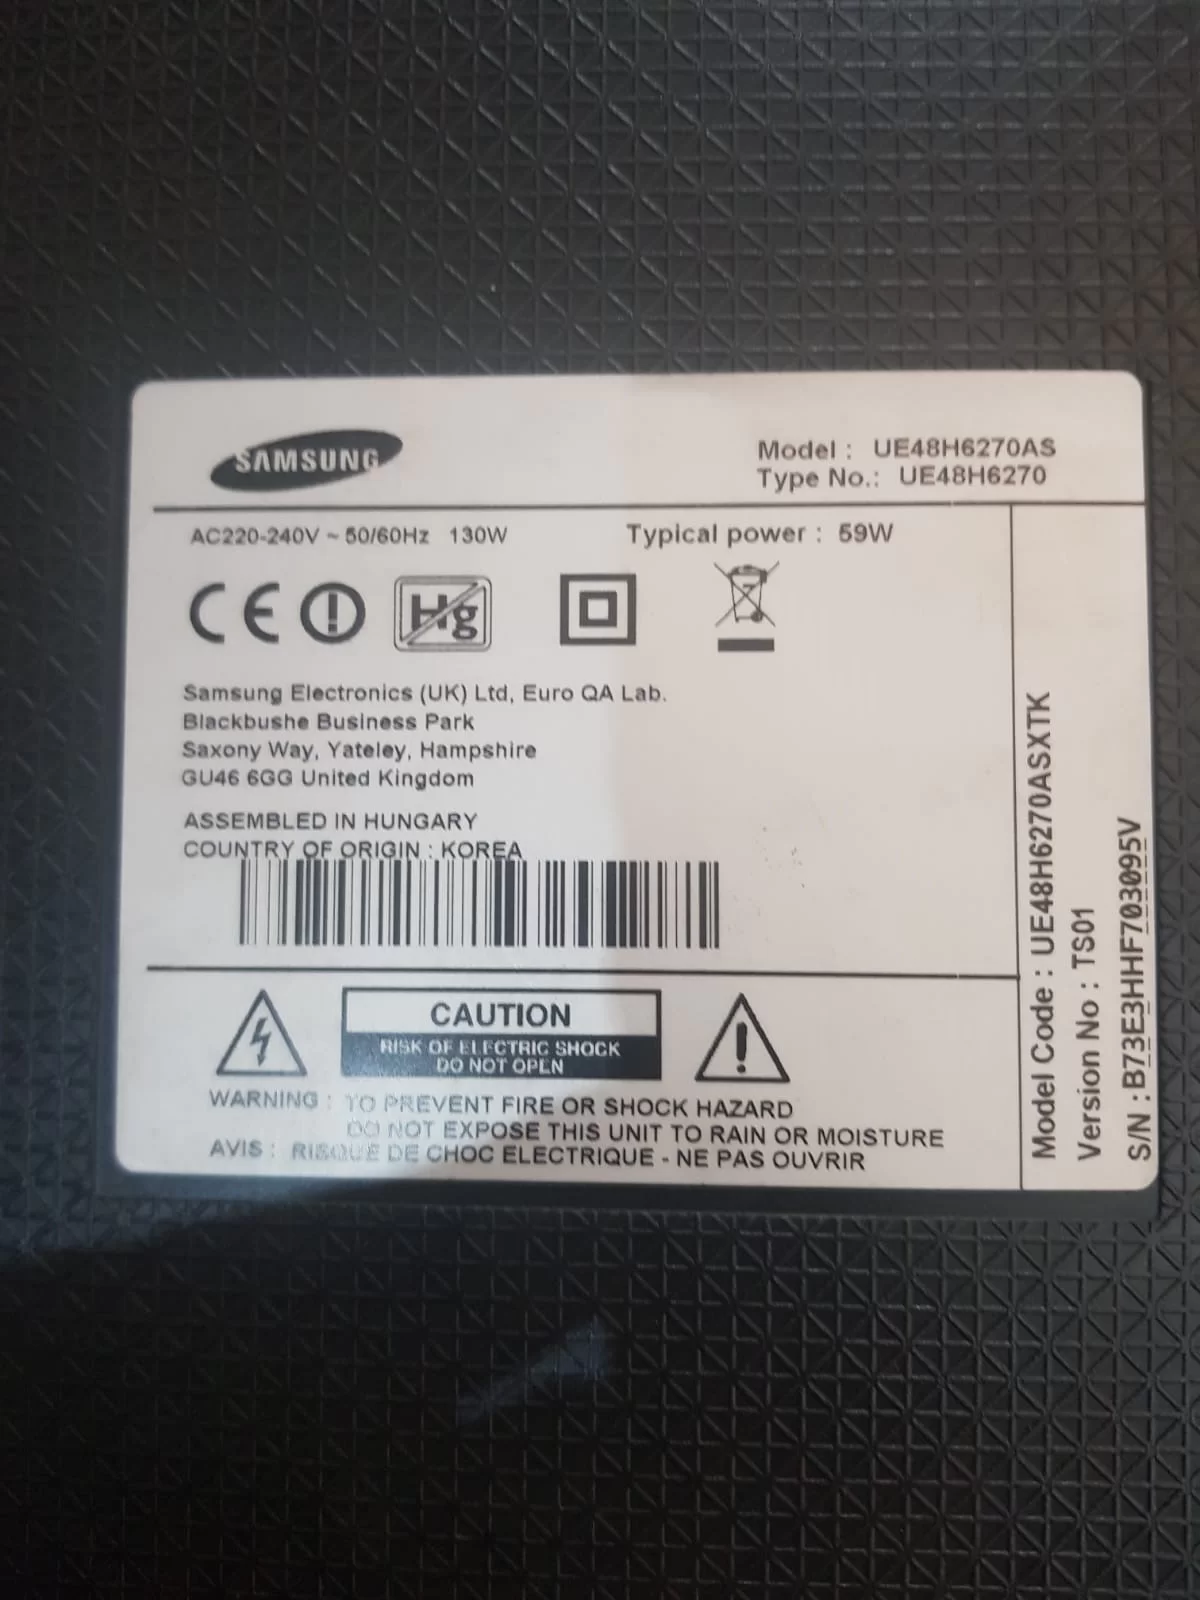 SAMSUNG
Model : UE48H6270AS
Type No.: UE48H6270
AC220-240V ~ 50/60Hz 130W
Typical power : 59W
CE
Hg
Samsung Electronics (UK) Ltd, Euro QA Lab.
Blackbushe Business Park
Saxony Way, Yateley, Hampshire
GU46 6GG United Kingdom
ASSEMBLED IN HUNGARY
COUNTRY OF ORIGIN : KOREA
CAUTION
RISK OF ELECTRIC SHOCK
DO NOT OPEN
WARNING : TO PREVENT FIRE OR SHOCK HAZARD
DO NOT EXPOSE THIS UNIT TO RAIN OR MOISTURE
AVIS : RISQUE DE CHOC ELECTRIQUE - NE PAS OUVRIR
Model Code : UE48H6270ASXTK
Version No : TS01
S/N : B73E3HHF703095V